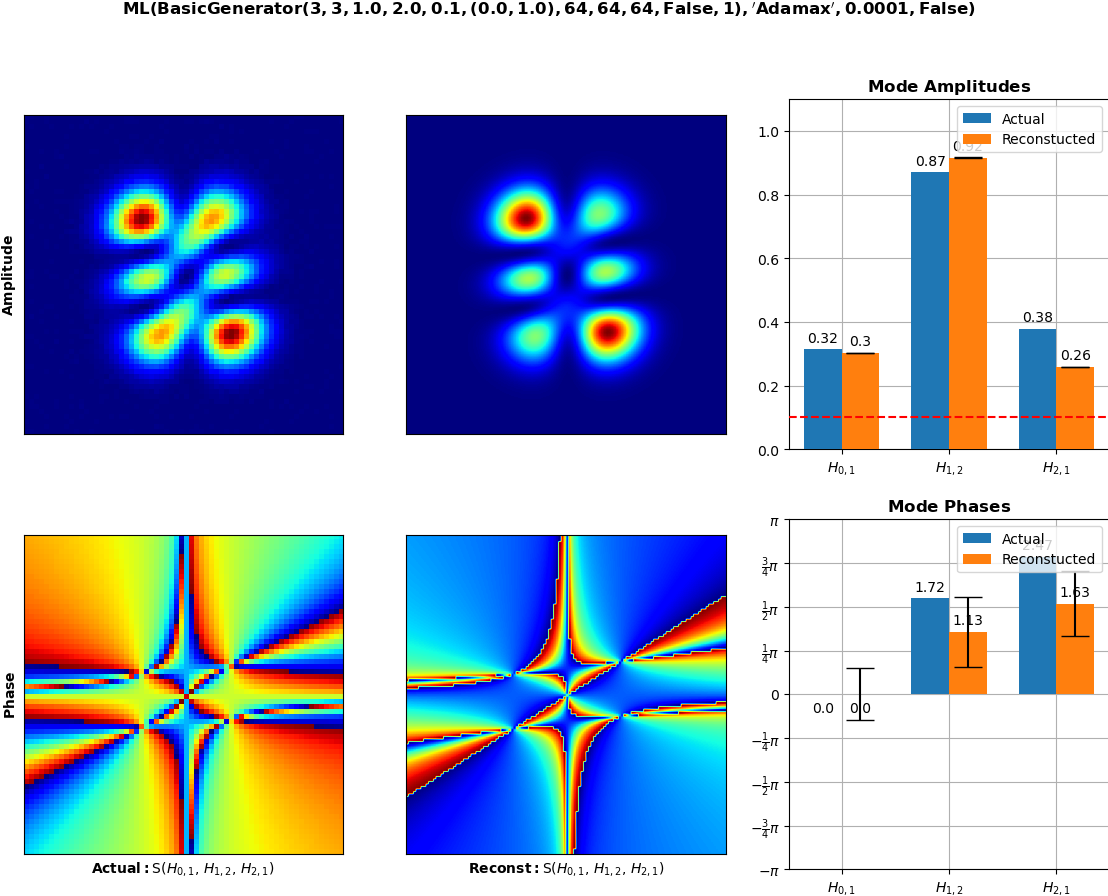 ML(BasicGenerator(3, 3, 1.0, 2.0, 0.1, (0.0, 1.0), 64, 64, 64, False, 1), 'Adamax', 0.0001, False)
Amplitude
Mode Amplitudes
Actual
Reconstucted
1.0
0.8
0.6
0.4
0.2
0.0
0.32
0.3
0.87
0.92
0.38
0.26
H0,1
H1,2
H2,1
Phase
Actual: S(H0,1, H1,2, H2,1)
Reconst: S(H0,1, H1,2, H2,1)
Mode Phases
Actual
Reconstucted
π
3/4π
1/2π
1/4π
0
−1/4π
−1/2π
−3/4π
−π
0.0
0.0
1.72
1.13
2.47
1.63
H0,1
H1,2
H2,1